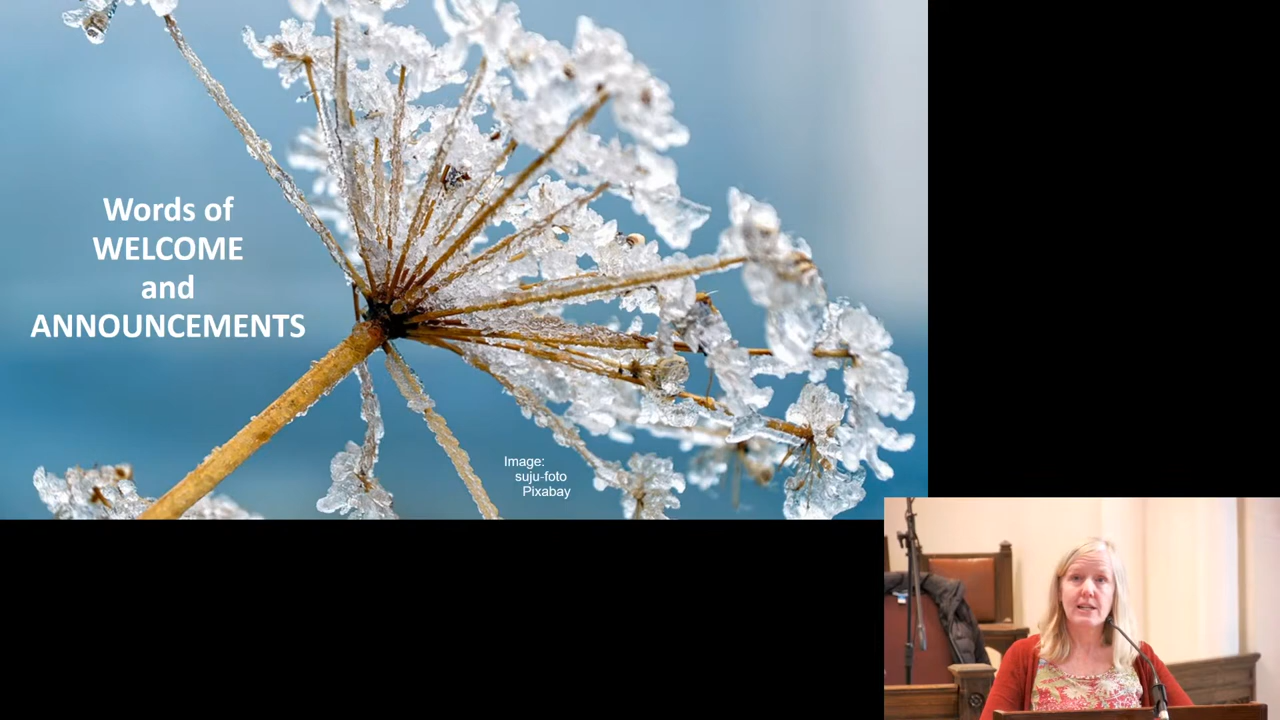 Words of
WELCOME
and
ANNOUNCEMENTS
Image:
suju-foto
Pixabay